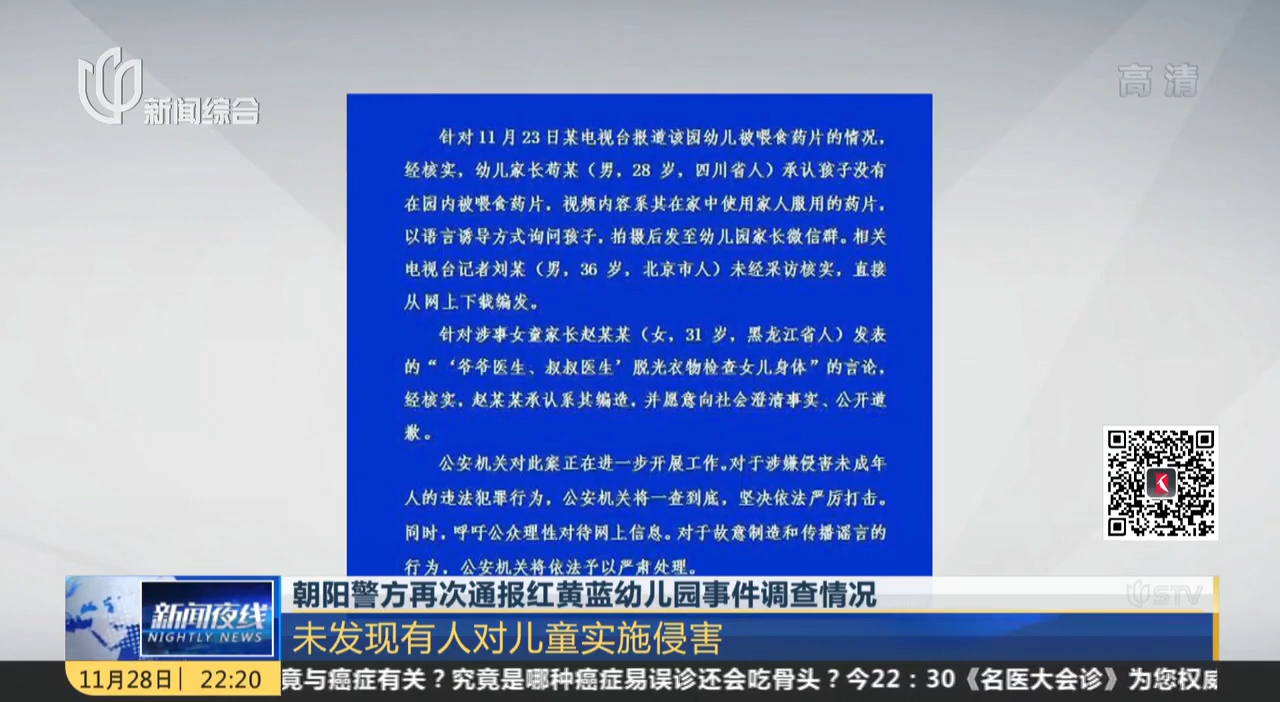 新闻综合
高清
针对11月23日某电视台报道该园幼儿被喂食药片的情况，
经核实，幼儿家长苟某（男，28岁，四川省人）承认孩子没有
在园内被喂食药片，视频内容系其在家中使用家人服用的药片，
以语言诱导方式询问孩子，拍摄后发至幼儿园家长微信群。相关
电视台记者刘某（男，36岁，北京市人）未经采访核实，直接
从网上下载编发。
针对涉事女童家长赵某某（女，31岁，黑龙江省人）发表
的“‘爷爷医生、叔叔医生’脱光衣物检查女儿身体”的言论，
经核实，赵某某承认系其编造，并愿意向社会澄清事实、公开道
歉。
公安机关对此案正在进一步开展工作。对于涉嫌侵害未成年
人的违法犯罪行为，公安机关将一查到底，坚决依法严厉打击。
同时，呼吁公众理性对待网上信息。对于故意制造和传播谣言的
行为，公安机关将依法予以严肃处理。
朝阳警方再次通报红黄蓝幼儿园事件调查情况
STV
新闻夜线
NIGHTLY NEWS
未发现有人对儿童实施侵害
11月28日 22:20
竟与癌症有关？究竟是哪种癌症易误诊还会吃骨头？今22：30《名医大会诊》为您权威